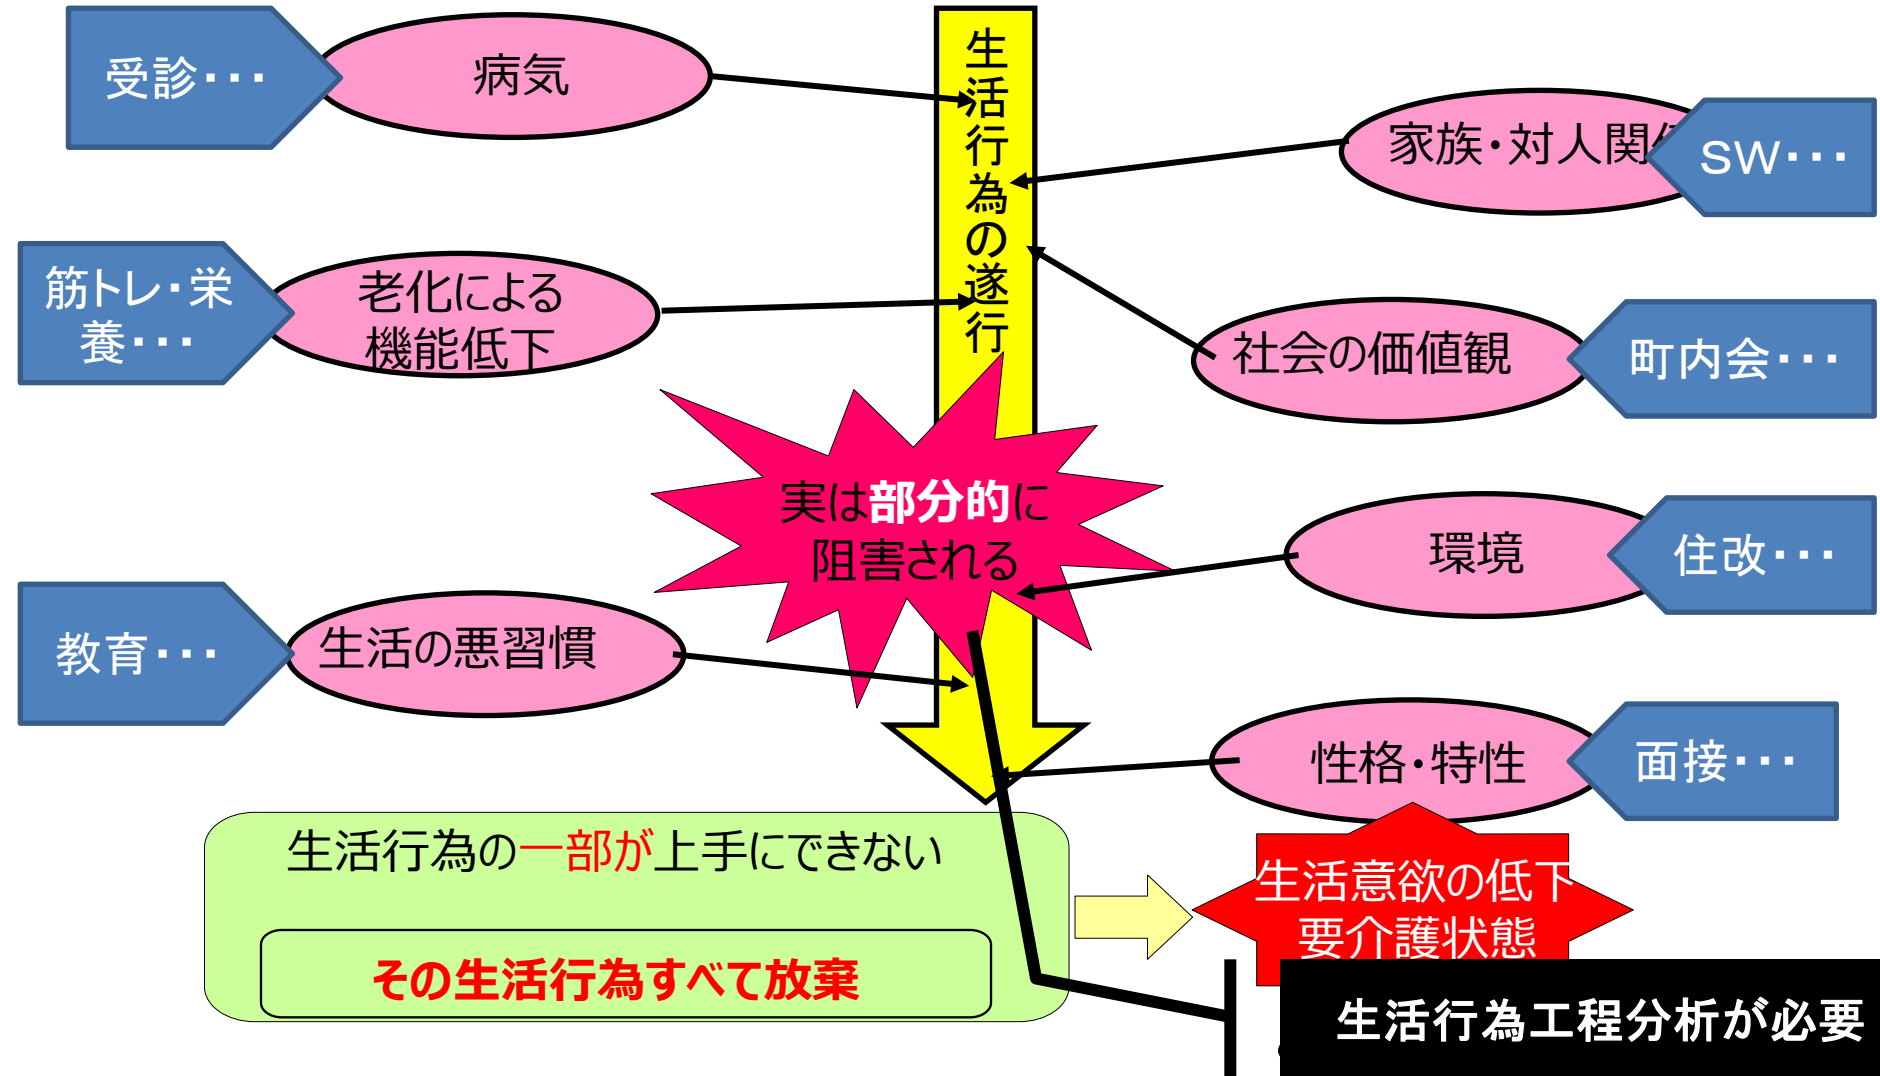 生活行為の遂行
受診・・・
病気
家族・対人関係
SW・・・
筋トレ・栄
養・・・
老化による
機能低下
社会の価値観
町内会・・・
実は部分的に
阻害される
環境
住改・・・
教育・・・
生活の悪習慣
性格・特性
面接・・・
生活行為の一部が上手にできない
その生活行為すべて放棄
生活意欲の低下
要介護状態
生活行為工程分析が必要